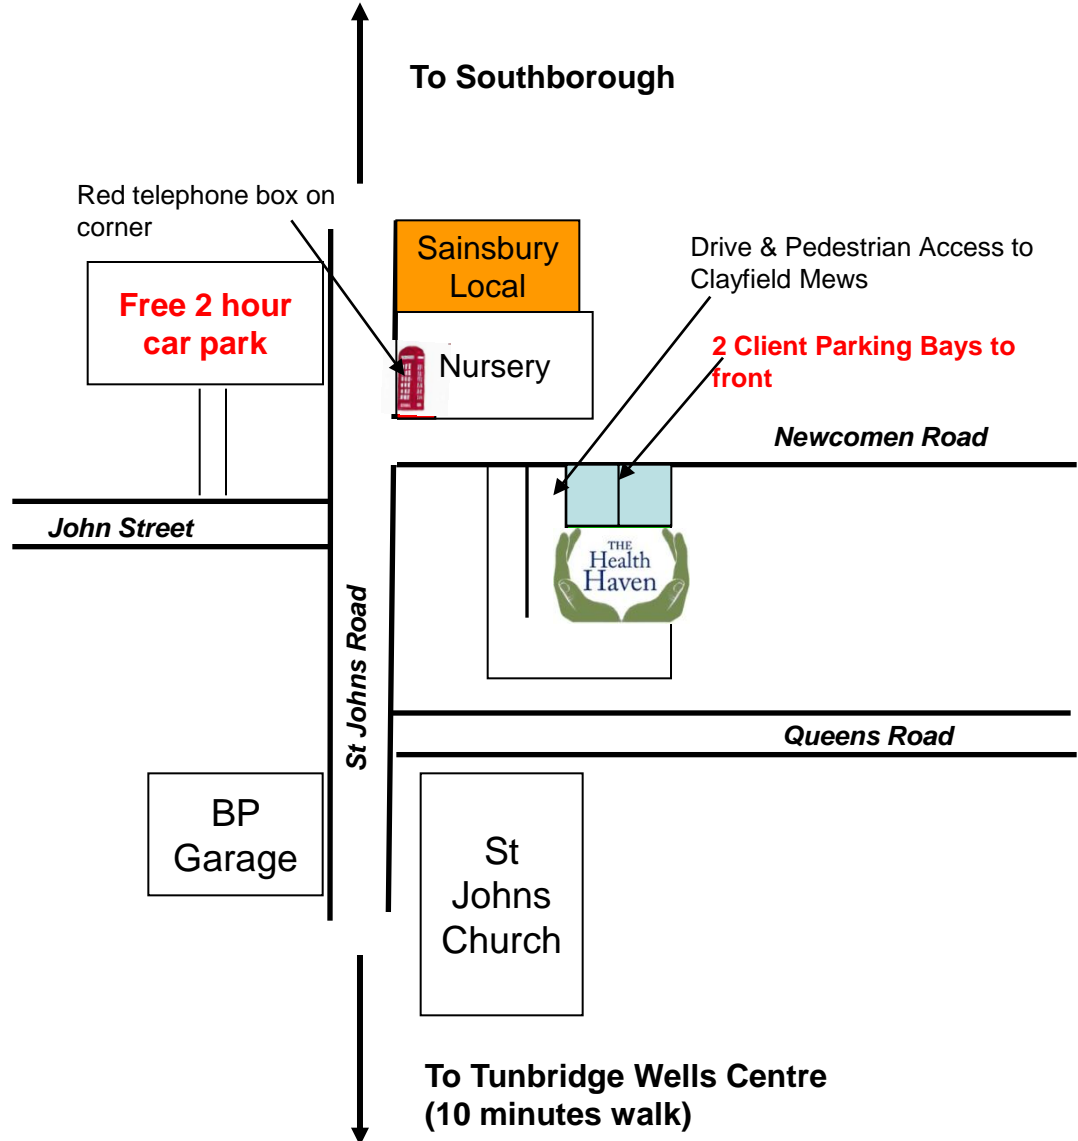 To Southborough
Red telephone box on
corner
Sainsbury
Local
Drive & Pedestrian Access to
Clayfield Mews
Free 2 hour
car park
Nursery
2 Client Parking Bays to
front
Newcomen Road
John Street
THE
Health
Haven
St Johns Road
Queens Road
BP
Garage
St
Johns
Church
To Tunbridge Wells Centre
(10 minutes walk)